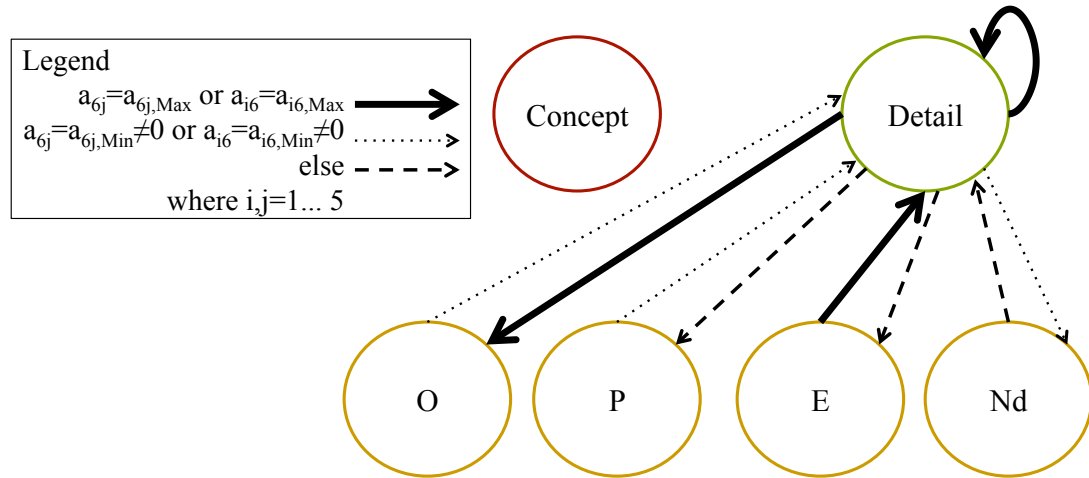 Legend
a6j=a6j,Max or ai6=ai6,Max
a6j=a6j,Min≠0 or ai6=ai6,Min≠0
else
where i,j=1... 5
Concept
Detail
O
P
E
Nd